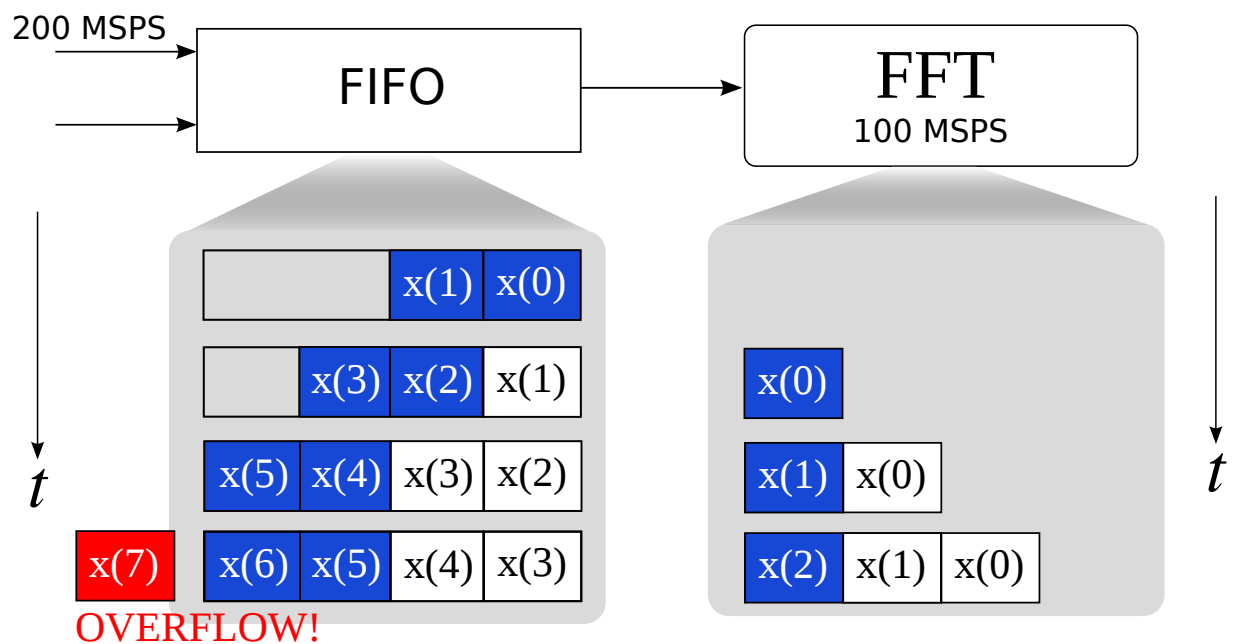 200 MSPS
FIFO
FFT
100 MSPS
x(1) x(0)
x(3) x(2) x(1)
x(0)
x(5) x(4) x(3) x(2)
x(1) x(0)
t
t
x(7) x(6) x(5) x(4) x(3)
x(2) x(1) x(0)
OVERFLOW!